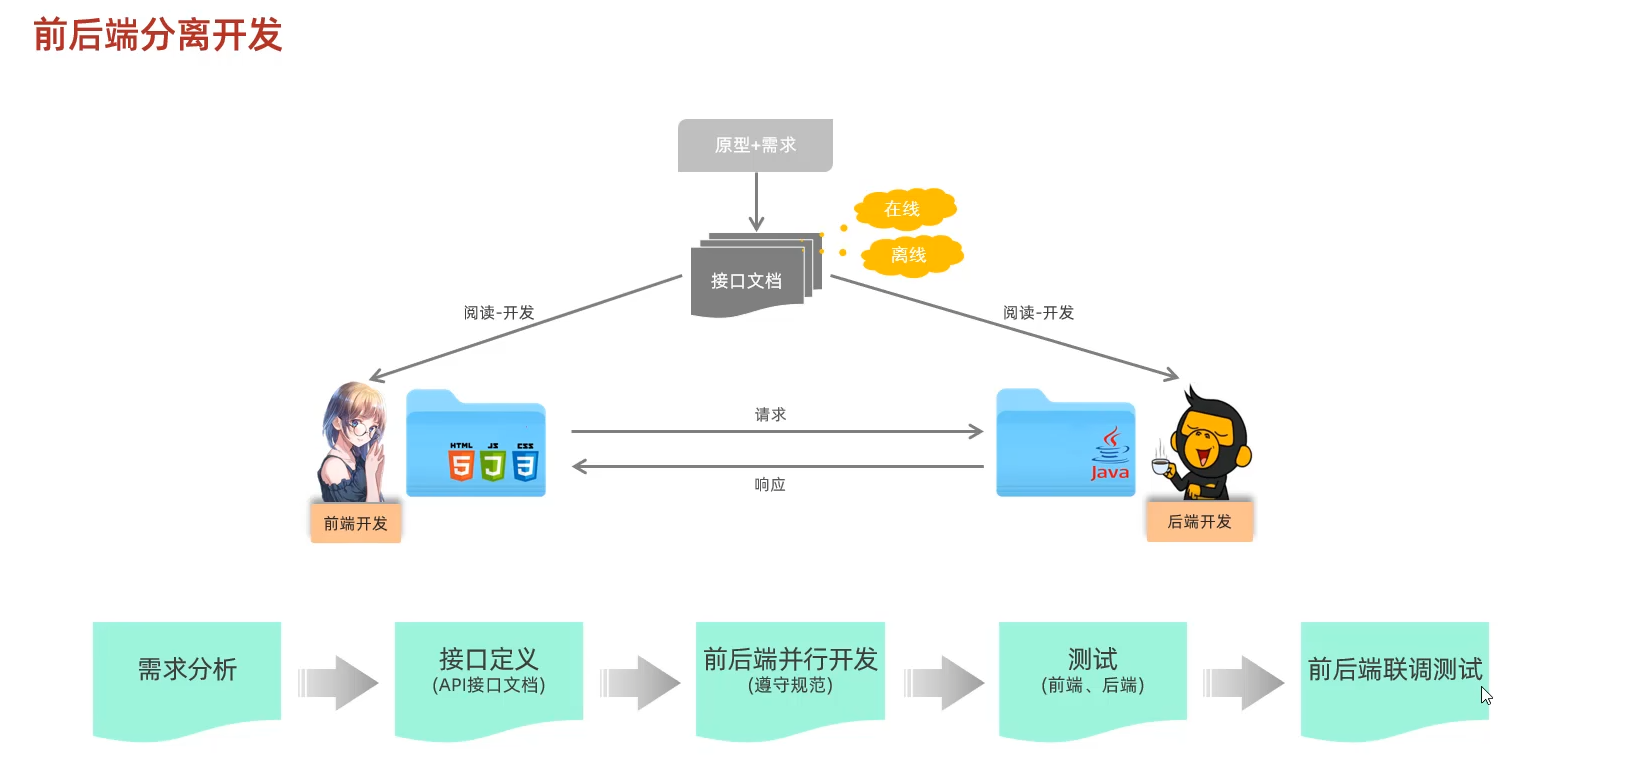 前后端分离开发
原型+需求
在线
离线
接口文档
阅读-开发
阅读-开发
HTML
JS
CSS
5
3
请求
响应
Java
前端开发
后端开发
需求分析
接口定义
(API接口文档)
前后端并行开发
(遵守规范)
测试
(前端、后端)
前后端联调测试